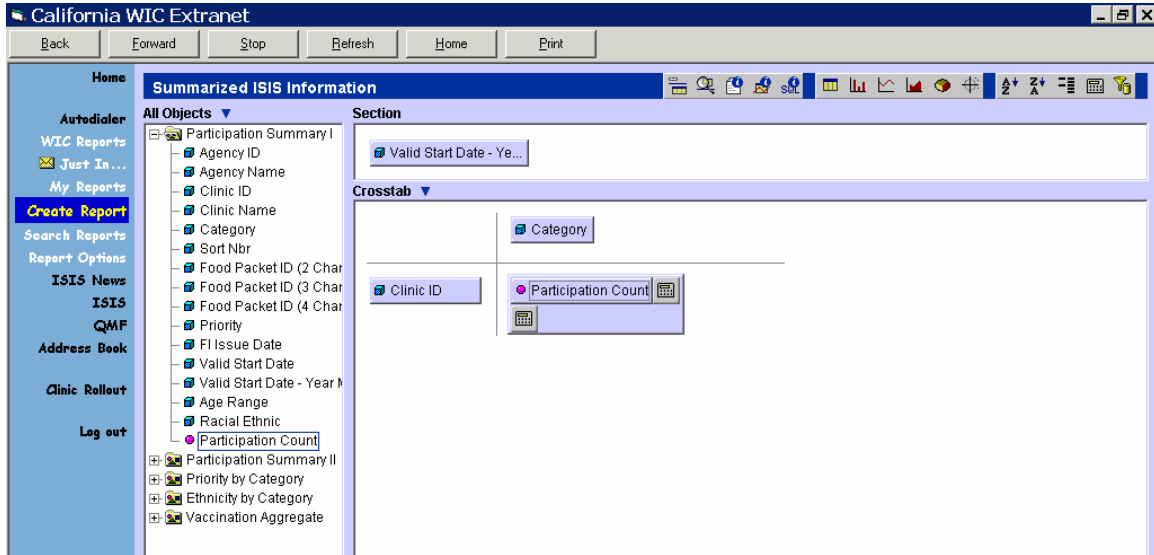 California WIC Extranet
Back Forward Stop Refresh Home Print
Home
Autodialer
WIC Reports
Just In...
My Reports
Create Report
Search Reports
Report Options
ISIS News
ISIS
QMF
Address Book
Clinic Rollout
Log out
Summarized ISIS Information
SQL
All Objects
Participation Summary I
Agency ID
Agency Name
Clinic ID
Clinic Name
Category
Sort Nbr
Food Packet ID (2 Char
Food Packet ID (3 Char
Food Packet ID (4 Char
Priority
FI Issue Date
Valid Start Date
Valid Start Date - Year M
Age Range
Racial Ethnic
Participation Count
Participation Summary II
Priority by Category
Ethnicity by Category
Vaccination Aggregate
Section
Valid Start Date - Ye...
Crosstab
Category
Clinic ID
Participation Count